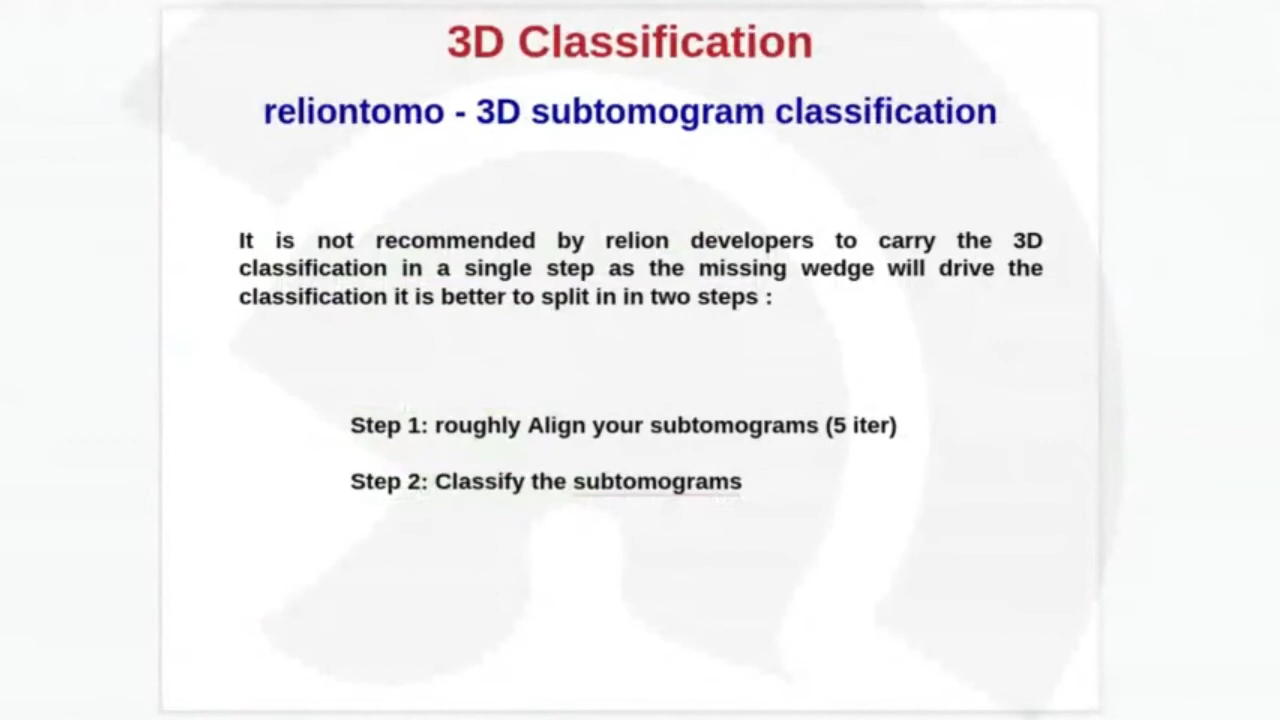 3D Classification
reliontomo - 3D subtomogram classification
It is not recommended by relion developers to carry the 3D
classification in a single step as the missing wedge will drive the
classification it is better to split in in two steps :
Step 1: roughly Align your subtomograms (5 iter)
Step 2: Classify the subtomograms